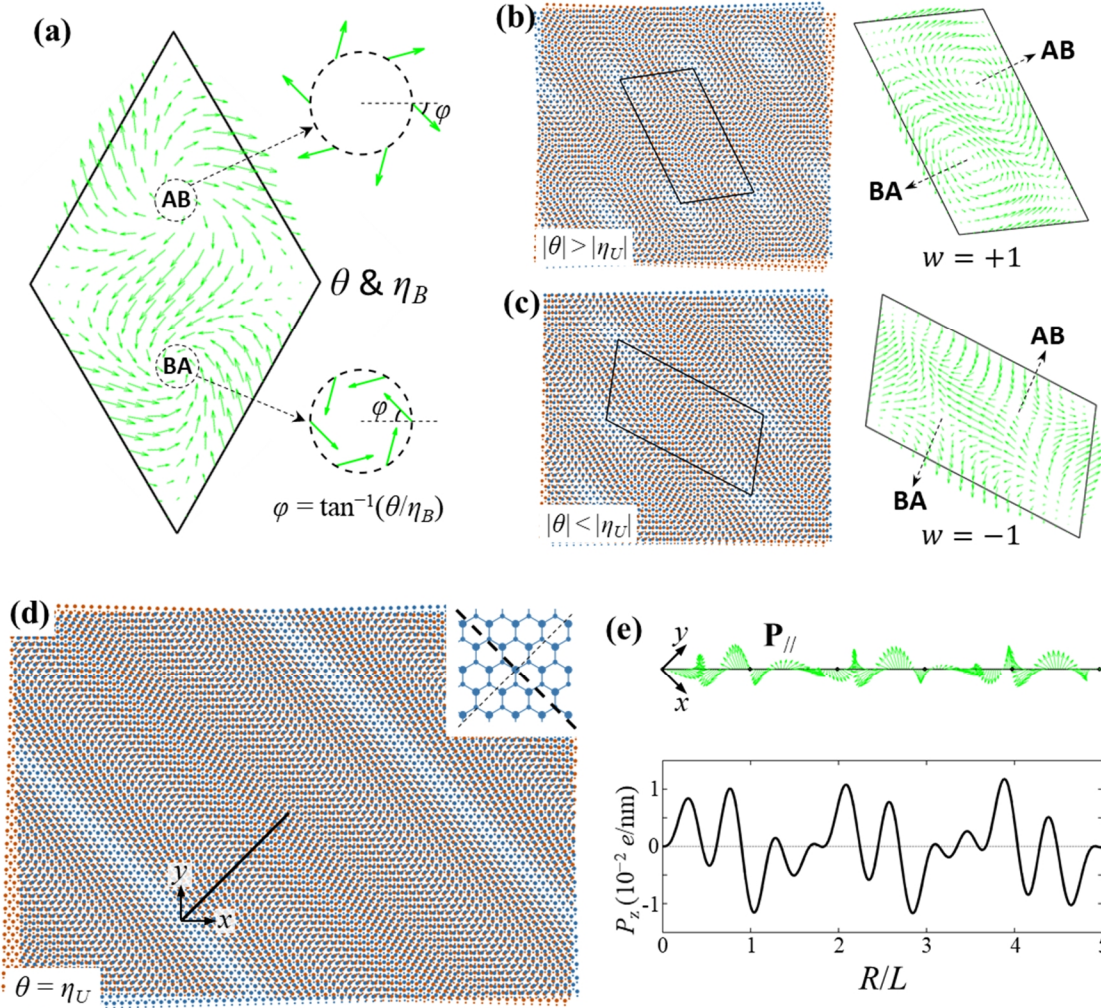 (a)
φ
AB
θ & η_B
BA
φ
φ = tan⁻¹(θ/η_B)
(b)
|θ| > |η_U|
AB
BA
w = +1
(c)
|θ| < |η_U|
AB
BA
w = −1
(d)
y
x
θ = η_U
(e)
y
x
P_//
P_z (10⁻² e/nm)
1
0
-1
0 1 2 3 4 5
R/L